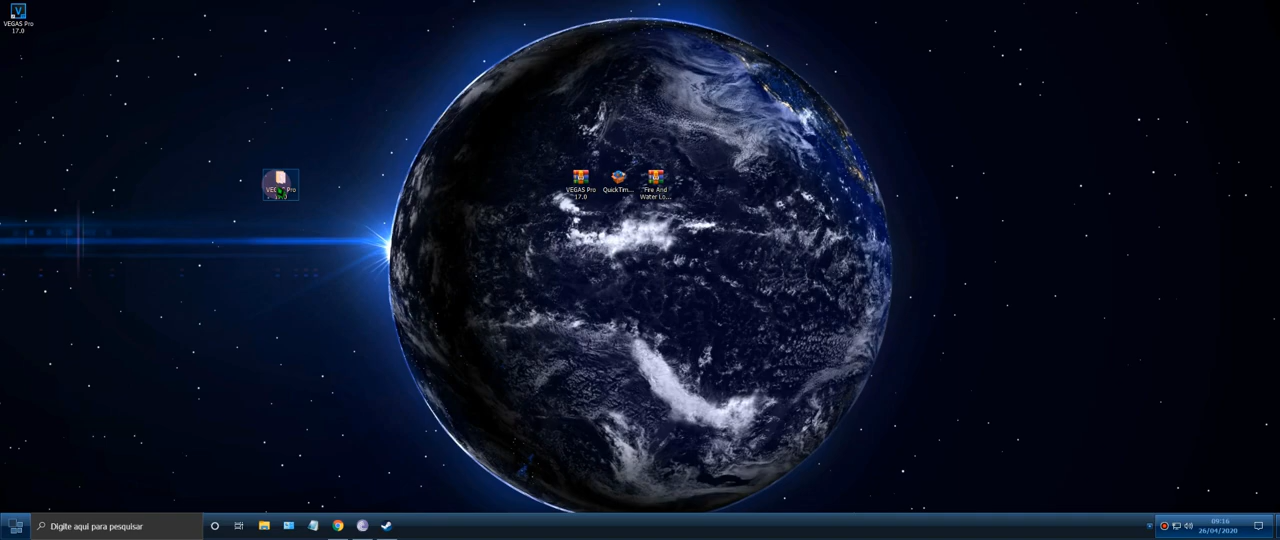 VEGAS Pro
17.0
VEGAS Pro
17.0
QuickTim...
Fire And
Water Lo...
Digite aqui para pesquisar
09:16
26/04/2020